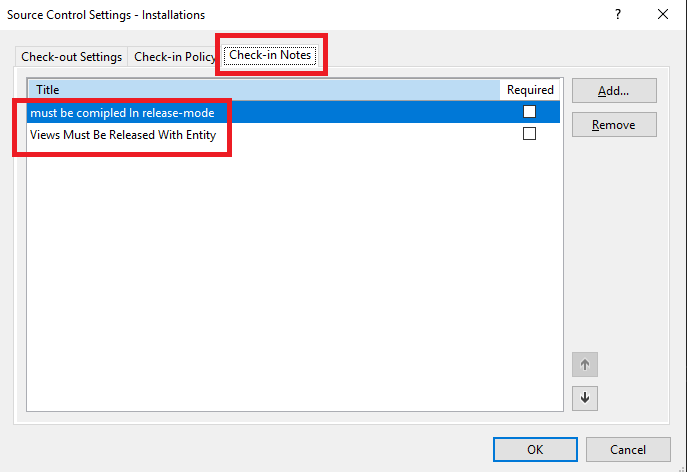 Source Control Settings - Installations
?
Check-out Settings
Check-in Policy
Check-in Notes
Title
Required
must be comipled In release-mode
Views Must Be Released With Entity
Add...
Remove
OK
Cancel